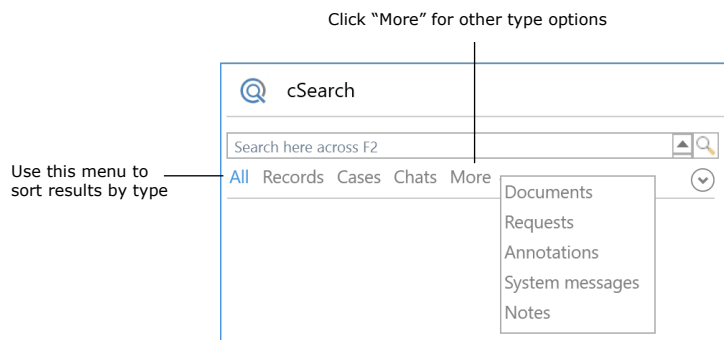 Click “More” for other type options
cSearch
Search here across F2
Use this menu to
sort results by type
All Records Cases Chats More
Documents
Requests
Annotations
System messages
Notes